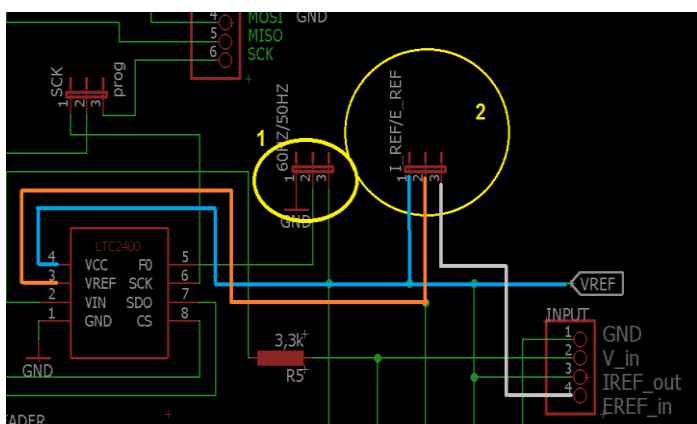 4 MOSI GND
5 MISO
6 SCK
SCK
prog
1 2 3
1
60HZ/50HZ
1 2 3
GND
2
I_REF/E_REF
1 2 3
LTC2400
4 VCC F0 5
3 VREF SCK 6
2 VIN SDO 7
1 GND CS 8
GND
VREF
3,3k
R5
INPUT
1 GND
2 V_in
3 IREF_out
4 EREF_in
EADER